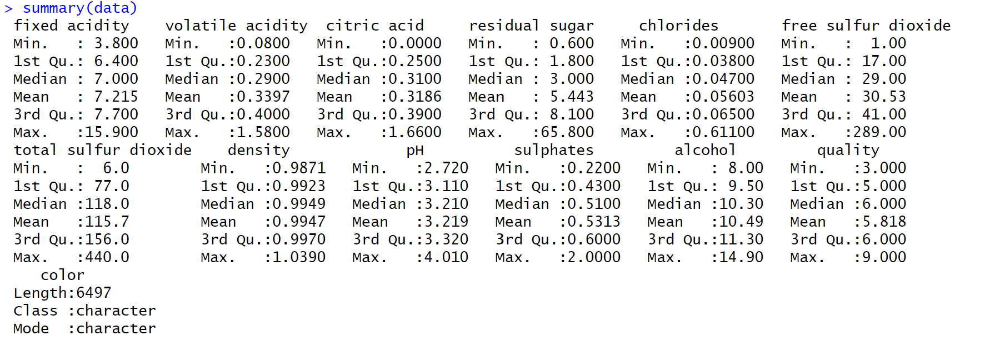 > summary(data)
fixed acidity    volatile acidity  citric acid     residual sugar     chlorides       free sulfur dioxide
Min.   : 3.800   Min.   :0.0800   Min.   :0.0000   Min.   : 0.600   Min.   :0.00900   Min.   :  1.00
1st Qu.: 6.400   1st Qu.:0.2300   1st Qu.:0.2500   1st Qu.: 1.800   1st Qu.:0.03800   1st Qu.: 17.00
Median : 7.000   Median :0.2900   Median :0.3100   Median : 3.000   Median :0.04700   Median : 29.00
Mean   : 7.215   Mean   :0.3397   Mean   :0.3186   Mean   : 5.443   Mean   :0.05603   Mean   : 30.53
3rd Qu.: 7.700   3rd Qu.:0.4000   3rd Qu.:0.3900   3rd Qu.: 8.100   3rd Qu.:0.06500   3rd Qu.: 41.00
Max.   :15.900   Max.   :1.5800   Max.   :1.6600   Max.   :65.800   Max.   :0.61100   Max.   :289.00
total sulfur dioxide    density             pH          sulphates         alcohol         quality
Min.   :  6.0        Min.   :0.9871   Min.   :2.720   Min.   :0.2200   Min.   : 8.00   Min.   :3.000
1st Qu.: 77.0        1st Qu.:0.9923   1st Qu.:3.110   1st Qu.:0.4300   1st Qu.: 9.50   1st Qu.:5.000
Median :118.0        Median :0.9949   Median :3.210   Median :0.5100   Median :10.30   Median :6.000
Mean   :115.7        Mean   :0.9947   Mean   :3.219   Mean   :0.5313   Mean   :10.49   Mean   :5.818
3rd Qu.:156.0        3rd Qu.:0.9970   3rd Qu.:3.320   3rd Qu.:0.6000   3rd Qu.:11.30   3rd Qu.:6.000
Max.   :440.0        Max.   :1.0390   Max.   :4.010   Max.   :2.0000   Max.   :14.90   Max.   :9.000
color
Length:6497
Class :character
Mode  :character